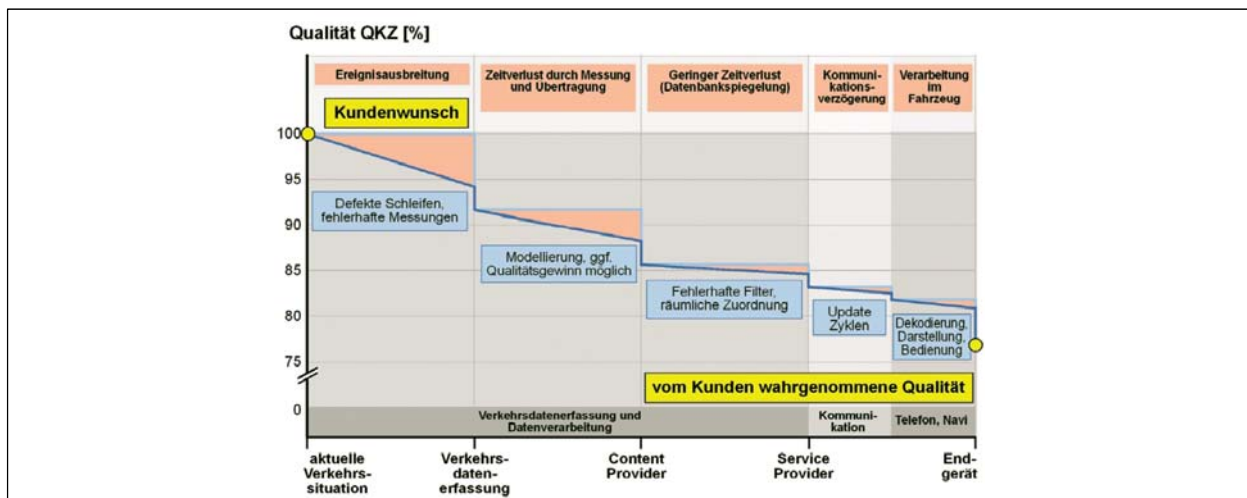 Qualität QKZ [%]
Ereignisausbreitung
Zeitverlust durch Messung
und Übertragung
Geringer Zeitverlust
(Datenbankspiegelung)
Kommuni-
kations-
verzögerung
Verarbeitung
im
Fahrzeug
Kundenwunsch
100
95
90
85
80
75
0
Defekte Schleifen,
fehlerhafte Messungen
Modellierung, ggf.
Qualitätsgewinn möglich
Fehlerhafte Filter,
räumliche Zuordnung
Update
Zyklen
Dekodierung,
Darstellung,
Bedienung
vom Kunden wahrgenommene Qualität
Verkehrsdatenerfassung und
Datenverarbeitung
Kommuni-
kation
Telefon, Navi
aktuelle
Verkehrs-
situation
Verkehrs-
daten-
erfassung
Content
Provider
Service
Provider
End-
gerät